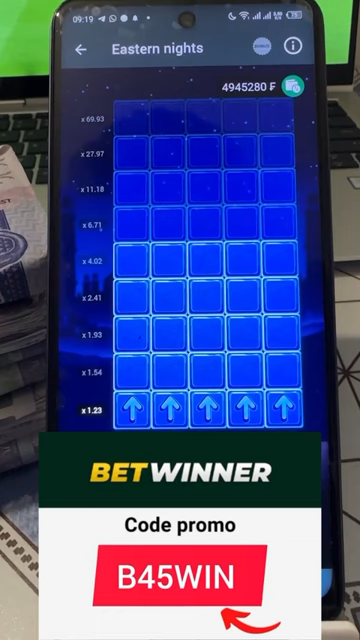 09:19
Eastern nights
4945280 ₣
x 69.93
x 27.97
x 11.18
x 6.71
x 4.02
x 2.41
x 1.93
x 1.54
x 1.23
BETWINNER
Code promo
B45WIN